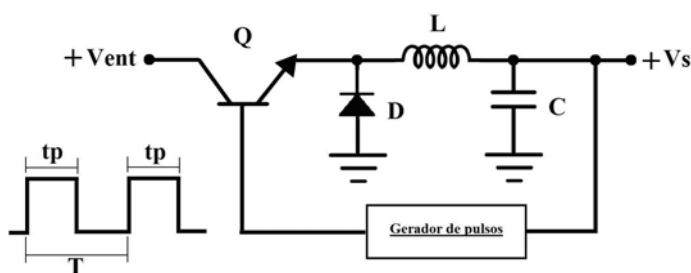 Q
L
+Vent
+Vs
D
C
tp
tp
Gerador de pulsos
T